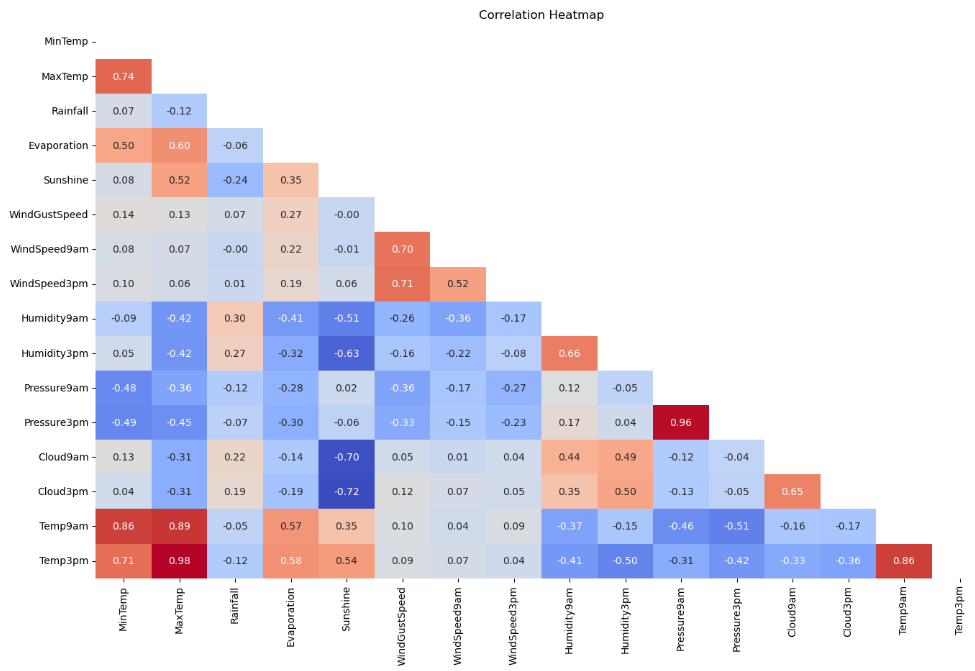 Correlation Heatmap
MinTemp
MaxTemp 0.74
Rainfall 0.07 -0.12
Evaporation 0.50 0.60 -0.06
Sunshine 0.08 0.52 -0.24 0.35
WindGustSpeed 0.14 0.13 0.07 0.27 -0.00
WindSpeed9am 0.08 0.07 -0.00 0.22 -0.01 0.70
WindSpeed3pm 0.10 0.06 0.01 0.19 0.06 0.71 0.52
Humidity9am -0.09 -0.42 0.30 -0.41 -0.51 -0.26 -0.36 -0.17
Humidity3pm 0.05 -0.42 0.27 -0.32 -0.63 -0.16 -0.22 -0.08 0.66
Pressure9am -0.48 -0.36 -0.12 -0.28 0.02 -0.36 -0.17 -0.27 0.12 -0.05
Pressure3pm -0.49 -0.45 -0.07 -0.30 -0.06 -0.33 -0.15 -0.23 0.17 0.04 0.96
Cloud9am 0.13 -0.31 0.22 -0.14 -0.70 0.05 0.01 0.04 0.44 0.49 -0.12 -0.04
Cloud3pm 0.04 -0.31 0.19 -0.19 -0.72 0.12 0.07 0.05 0.35 0.50 -0.13 -0.05 0.65
Temp9am 0.86 0.89 -0.05 0.57 0.35 0.10 0.04 0.09 -0.37 -0.15 -0.46 -0.51 -0.16 -0.17
Temp3pm 0.71 0.98 -0.12 0.58 0.54 0.09 0.07 0.04 -0.41 -0.50 -0.31 -0.42 -0.33 -0.36 0.86
MinTemp MaxTemp Rainfall Evaporation Sunshine WindGustSpeed WindSpeed9am WindSpeed3pm Humidity9am Humidity3pm Pressure9am Pressure3pm Cloud9am Cloud3pm Temp9am Temp3pm